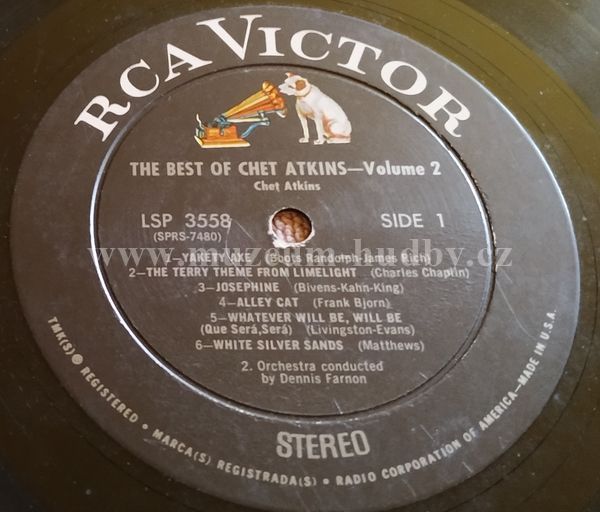 RCA VICTOR
THE BEST OF CHET ATKINS—Volume 2
Chet Atkins
LSP 3558
(SPRS-7480)
SIDE 1
www.muzeum-hudby.cz
YAKETY AXE (Boots Randolph-James Rich)
2—THE TERRY THEME FROM LIMELIGHT (Charles Chaplin)
3—JOSEPHINE (Bivens-Kahn-King)
4—ALLEY CAT (Frank Bjorn)
5—WHATEVER WILL BE, WILL BE
(Que Será, Será) (Livingston-Evans)
6—WHITE SILVER SANDS (Matthews)
2. Orchestra conducted
by Dennis Farnon
STEREO
TMK(S) ® REGISTERED • MARCA(S) REGISTRADA(S) • RADIO CORPORATION OF AMERICA—MADE IN U.S.A.